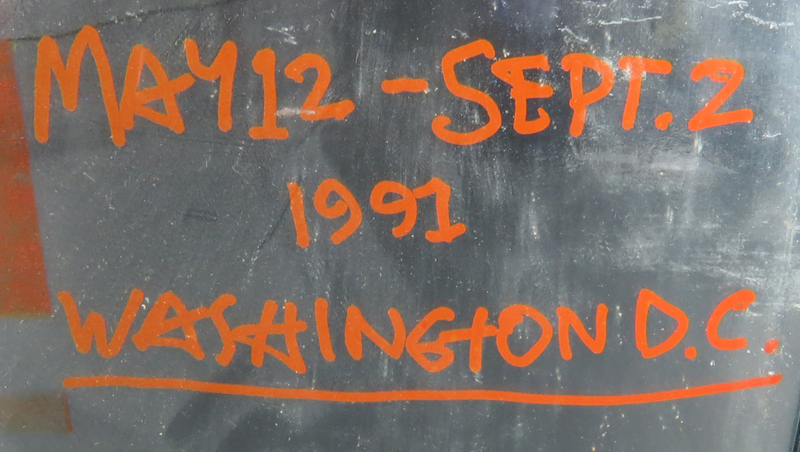 MAY 12 - SEPT. 2
1991
WASHINGTON D.C.